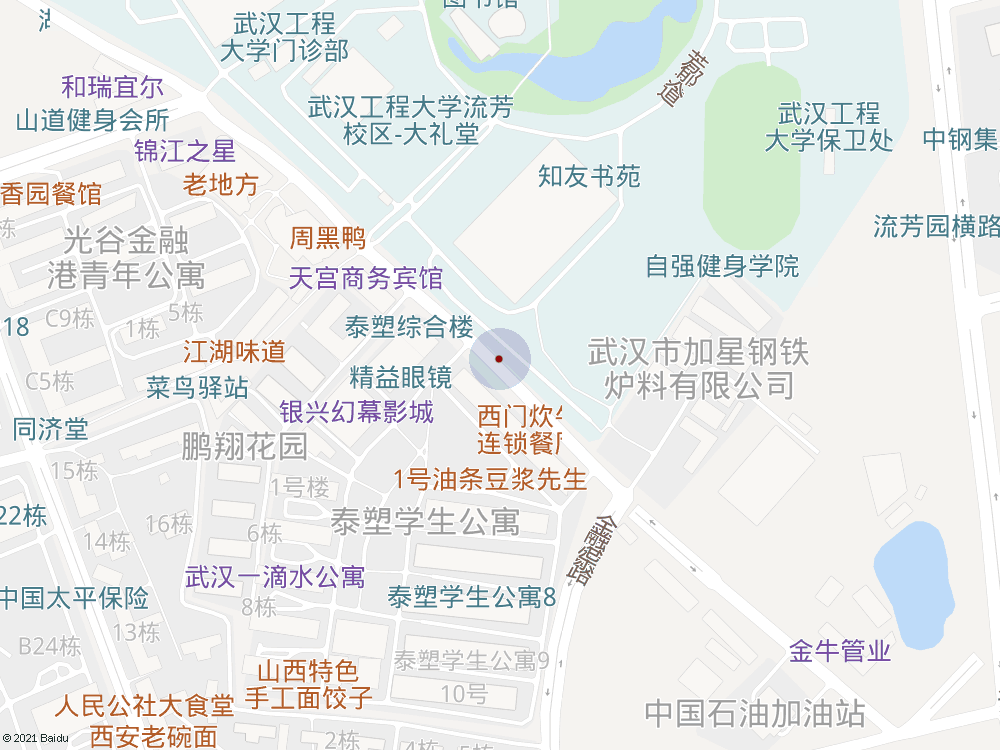 图书馆
武汉工程
大学门诊部
和瑞宜尔
山道健身会所
武汉工程大学流芳
校区-大礼堂
芳郁道
武汉工程
大学保卫处
中钢集
锦江之星
老地方
香园餐馆
知友书苑
栋
光谷金融
港青年公寓
周黑鸭
流芳园横路
天宫商务宾馆
自强健身学院
C9栋
5栋
1栋
18
泰塑综合楼
江湖味道
武汉市加星钢铁
炉料有限公司
C5栋
菜鸟驿站
精益眼镜
银兴幻幕影城
西门炊
连锁餐
同济堂
鹏翔花园
15栋
1号油条豆浆先生
1号楼
22栋
16栋
泰塑学生公寓
金融港路
14栋
6栋
武汉一滴水公寓
中国太平保险
8栋
泰塑学生公寓8
13栋
B24栋
金牛管业
泰塑学生公寓9
山西特色
手工面饺子
10号
人民公社大食堂
西安老碗面
中国石油加油站
2栋
4栋
6栋
© 2021 Baidu